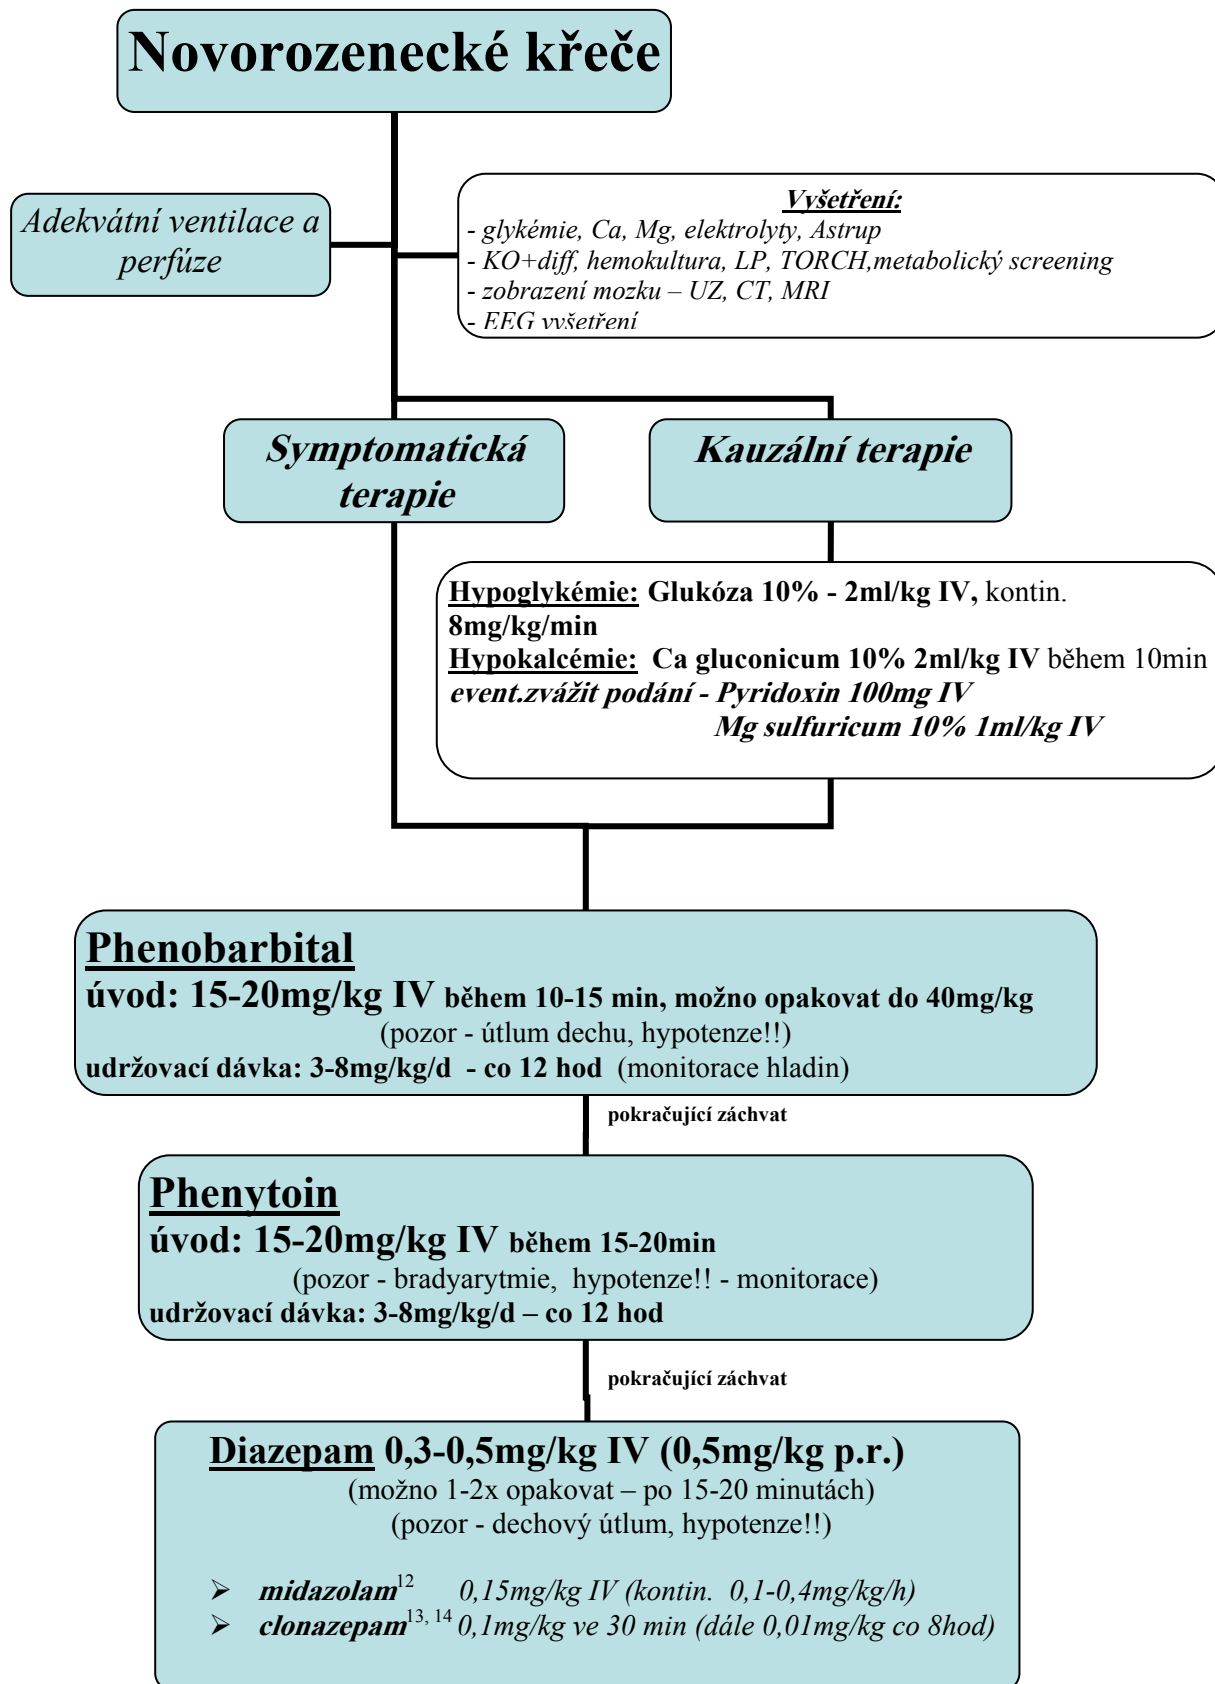 Novorozenecké křeče
Adekvátní ventilace a
perfúze
Vyšetření:
- glykémie, Ca, Mg, elektrolyty, Astrup
- KO+diff, hemokultura, LP, TORCH,metabolický screening
- zobrazení mozku – UZ, CT, MRI
- EEG vyšetření
Symptomatická
terapie
Kauzální terapie
Hypoglykémie: Glukóza 10% - 2ml/kg IV, kontin.
8mg/kg/min
Hypokalcémie: Ca gluconicum 10% 2ml/kg IV během 10min
event.zvážit podání - Pyridoxin 100mg IV
Mg sulfuricum 10% 1ml/kg IV
Phenobarbital
úvod: 15-20mg/kg IV během 10-15 min, možno opakovat do 40mg/kg
(pozor - útlum dechu, hypotenze!!)
udržovací dávka: 3-8mg/kg/d - co 12 hod (monitorace hladin)
pokračující záchvat
Phenytoin
úvod: 15-20mg/kg IV během 15-20min
(pozor - bradyarytmie, hypotenze!! - monitorace)
udržovací dávka: 3-8mg/kg/d – co 12 hod
pokračující záchvat
Diazepam 0,3-0,5mg/kg IV (0,5mg/kg p.r.)
(možno 1-2x opakovat – po 15-20 minutách)
(pozor - dechový útlum, hypotenze!!)
➢ midazolam12 0,15mg/kg IV (kontin. 0,1-0,4mg/kg/h)
➢ clonazepam13, 14 0,1mg/kg ve 30 min (dále 0,01mg/kg co 8hod)